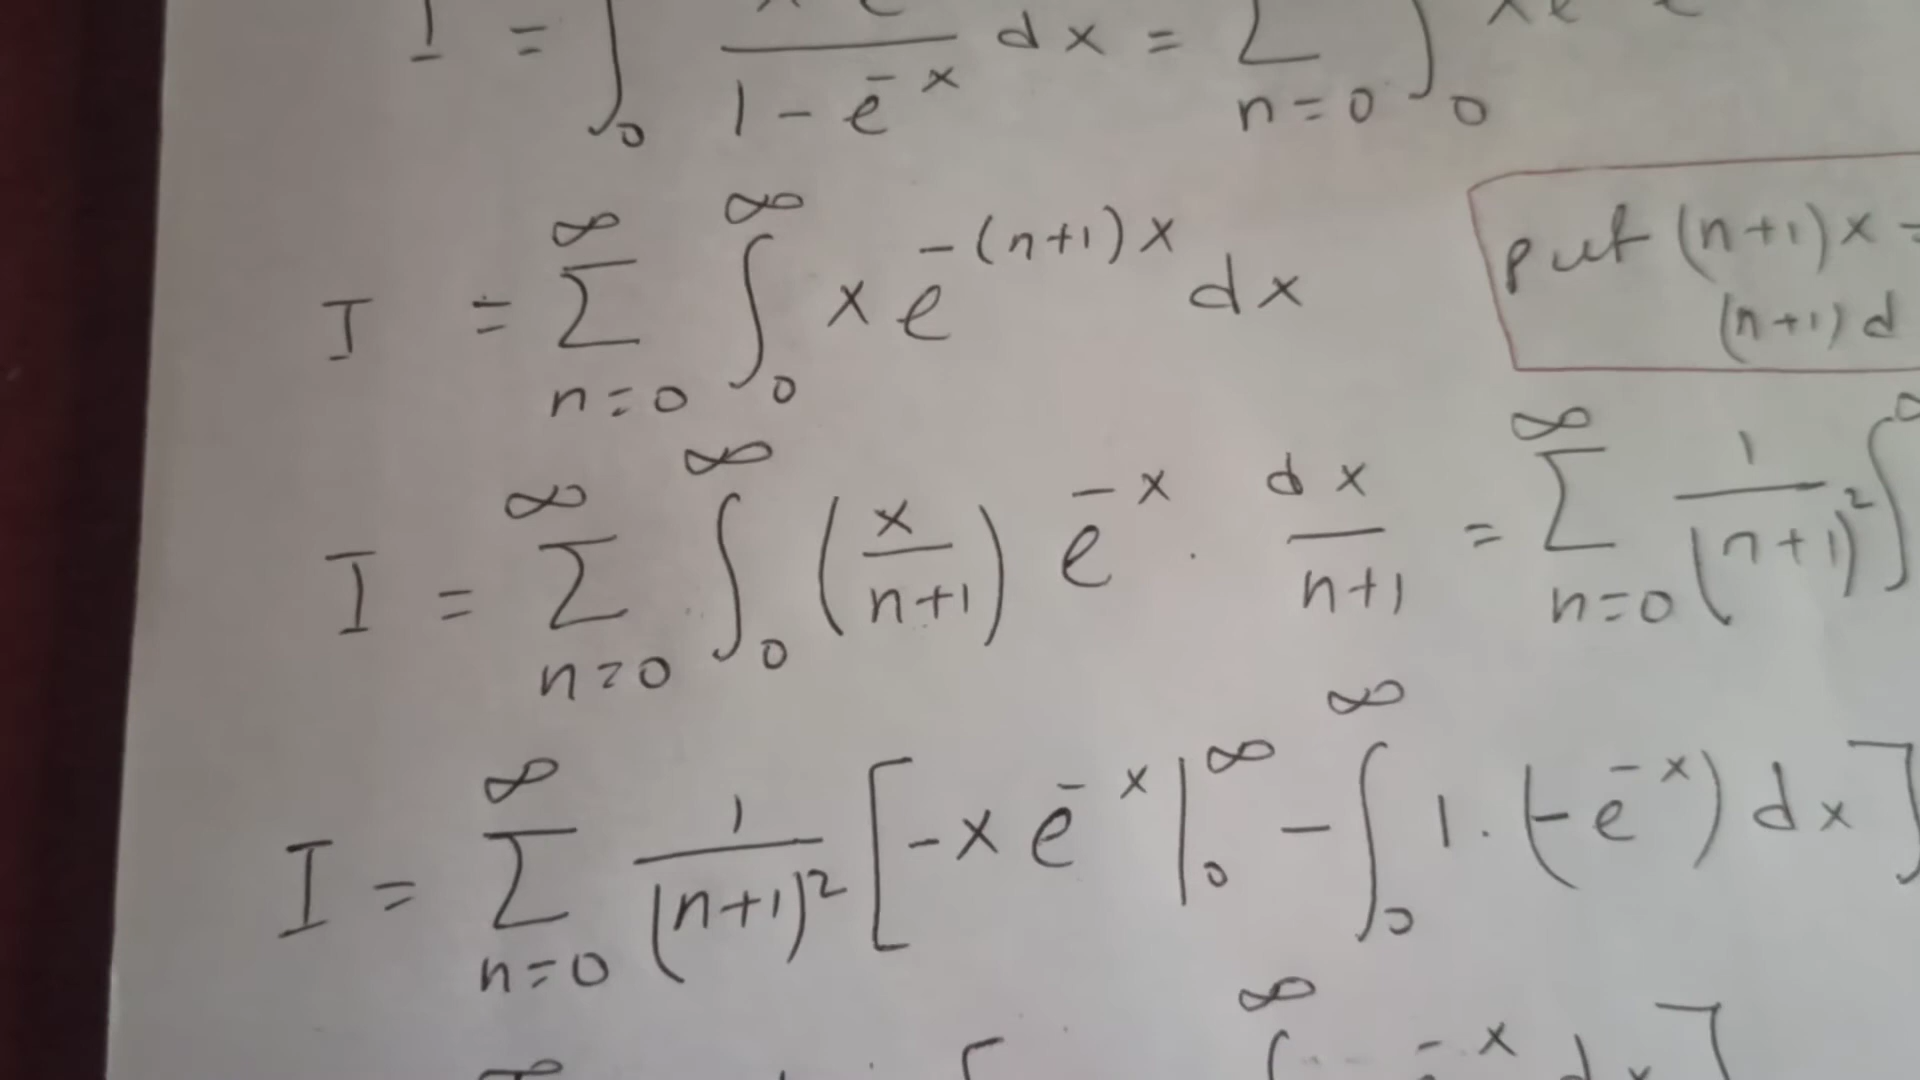 I = ∫₀ / (1 - e^{-x}) dx = Σ_{n=0} ∫₀ x e
I = Σ_{n=0}^{∞} ∫₀^{∞} x e^{-(n+1)x} dx
put (n+1)x =
(n+1)d
I = Σ_{n=0}^{∞} ∫₀^{∞} (x/(n+1)) e^{-x} · dx/(n+1) = Σ_{n=0}^{∞} 1/(n+1)² ∫
I = Σ_{n=0}^{∞} 1/(n+1)² [-x e^{-x} |₀^{∞} - ∫₀^{∞} 1·(-e^{-x}) dx]